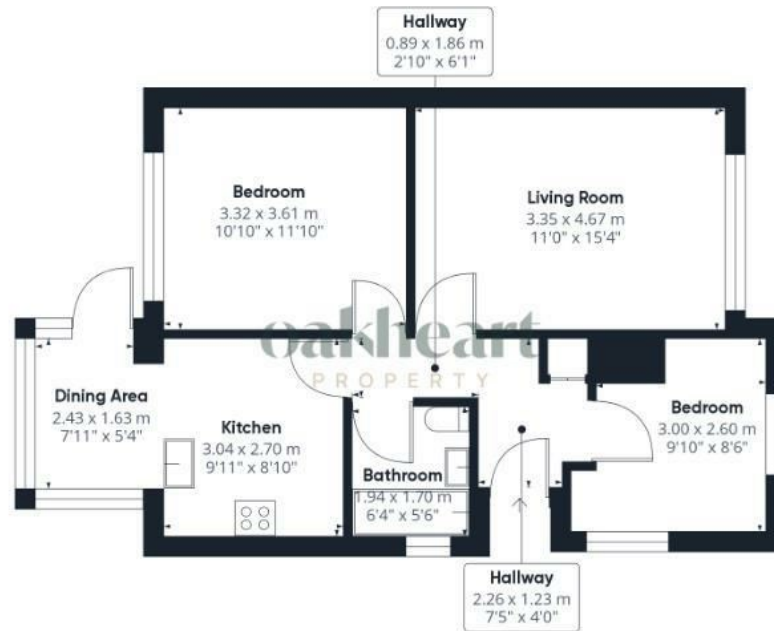 Hallway
0.89 x 1.86 m
2'10" x 6'1"
Bedroom
3.32 x 3.61 m
10'10" x 11'10"
Living Room
3.35 x 4.67 m
11'0" x 15'4"
oakheart
PROPERTY
Dining Area
2.43 x 1.63 m
7'11" x 5'4"
Kitchen
3.04 x 2.70 m
9'11" x 8'10"
Bathroom
1.94 x 1.70 m
6'4" x 5'6"
Bedroom
3.00 x 2.60 m
9'10" x 8'6"
Hallway
2.26 x 1.23 m
7'5" x 4'0"